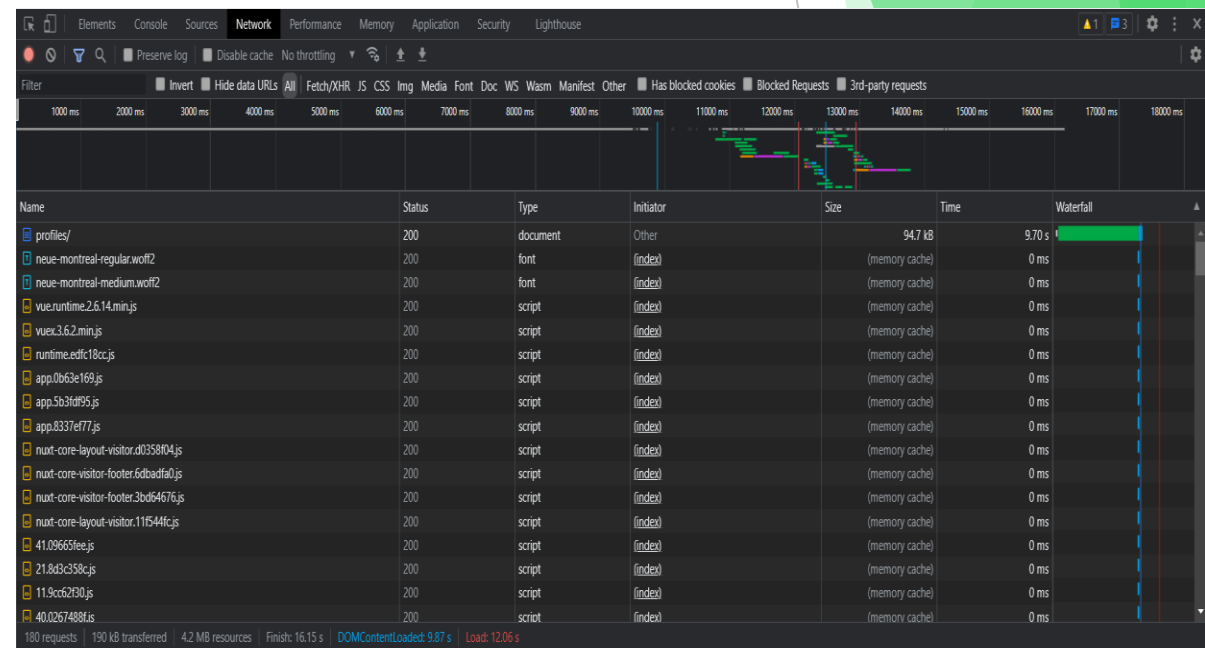 Elements Console Sources Network Performance Memory Application Security Lighthouse 1 3
Preserve log Disable cache No throttling
Filter Invert Hide data URLs All Fetch/XHR JS CSS Img Media Font Doc WS Wasm Manifest Other Has blocked cookies Blocked Requests 3rd-party requests
1000 ms 2000 ms 3000 ms 4000 ms 5000 ms 6000 ms 7000 ms 8000 ms 9000 ms 10000 ms 11000 ms 12000 ms 13000 ms 14000 ms 15000 ms 16000 ms 17000 ms 18000 ms
Name Status Type Initiator Size Time Waterfall
profiles/ 200 document Other 94.7 kB 9.70 s
neue-montreal-regular.woff2 200 font (index) (memory cache) 0 ms
neue-montreal-medium.woff2 200 font (index) (memory cache) 0 ms
vue.runtime.2.6.14.min.js 200 script (index) (memory cache) 0 ms
vuex.3.6.2.min.js 200 script (index) (memory cache) 0 ms
runtime.edfc18cc.js 200 script (index) (memory cache) 0 ms
app.0b63e169.js 200 script (index) (memory cache) 0 ms
app.5b3fdf95.js 200 script (index) (memory cache) 0 ms
app.8337ef77.js 200 script (index) (memory cache) 0 ms
nuxt-core-layout-visitor.d0358f04.js 200 script (index) (memory cache) 0 ms
nuxt-core-visitor-footer.6dbadfa0.js 200 script (index) (memory cache) 0 ms
nuxt-core-visitor-footer.3bd64676.js 200 script (index) (memory cache) 0 ms
nuxt-core-layout-visitor.11f544fc.js 200 script (index) (memory cache) 0 ms
41.09665fee.js 200 script (index) (memory cache) 0 ms
21.8d3c358c.js 200 script (index) (memory cache) 0 ms
11.9cc62f30.js 200 script (index) (memory cache) 0 ms
40.0267488f.js 200 script (index) (memory cache) 0 ms
180 requests 190 kB transferred 4.2 MB resources Finish: 16.15 s DOMContentLoaded: 9.87 s Load: 12.06 s